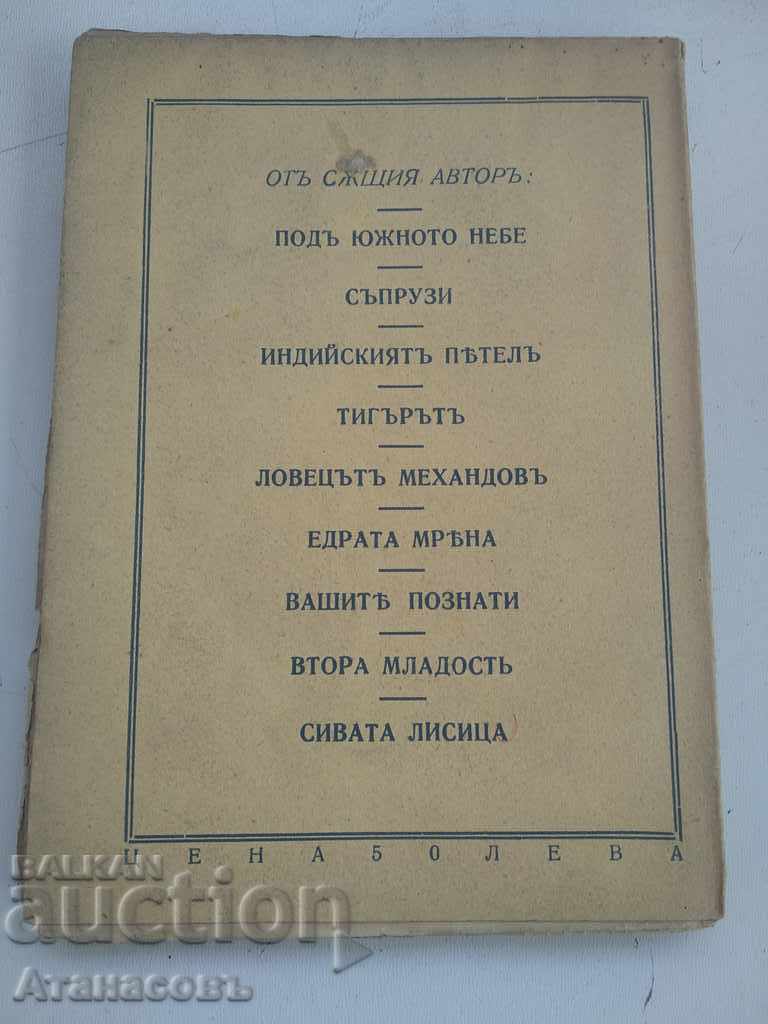 ОТЪ СѪЩИЯ АВТОРЪ:
ПОДЪ ЮЖНОТО НЕБЕ
СЪПРУЗИ
ИНДИЙСКИЯТЪ ПѢТЕЛЪ
ТИГЪРЪТЪ
ЛОВЕЦЪТЪ МЕХАНДОВЪ
ЕДРАТА МРѢНА
ВАШИТѢ ПОЗНАТИ
ВТОРА МЛАДОСТЬ
СИВАТА ЛИСИЦА
ЦЕНА 50 ЛЕВА
BALKAN
auction
Атанасовъ